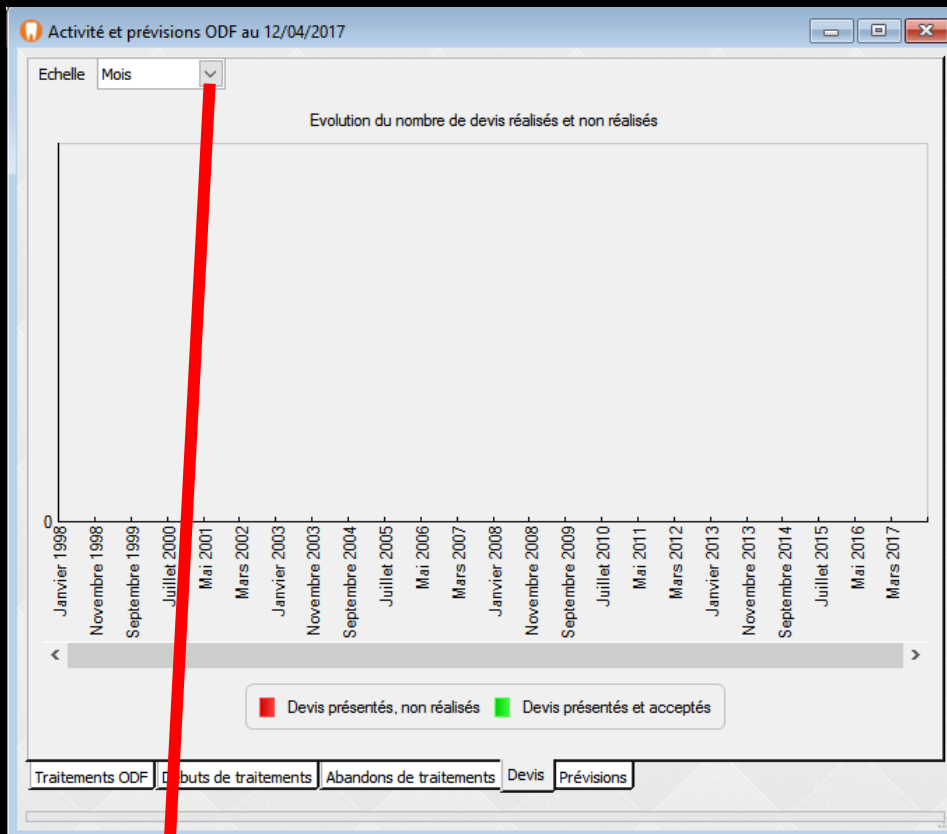 Activité et prévisions ODF au 12/04/2017
Echelle Mois
Evolution du nombre de devis réalisés et non réalisés
0
Janvier 1998
Novembre 1998
Septembre 1999
Juillet 2000
Mai 2001
Mars 2002
Janvier 2003
Novembre 2003
Septembre 2004
Juillet 2005
Mai 2006
Mars 2007
Janvier 2008
Novembre 2008
Septembre 2009
Juillet 2010
Mai 2011
Mars 2012
Janvier 2013
Novembre 2013
Septembre 2014
Juillet 2015
Mai 2016
Mars 2017
Devis présentés, non réalisés Devis présentés et acceptés
Traitements ODF Débuts de traitements Abandons de traitements Devis Prévisions